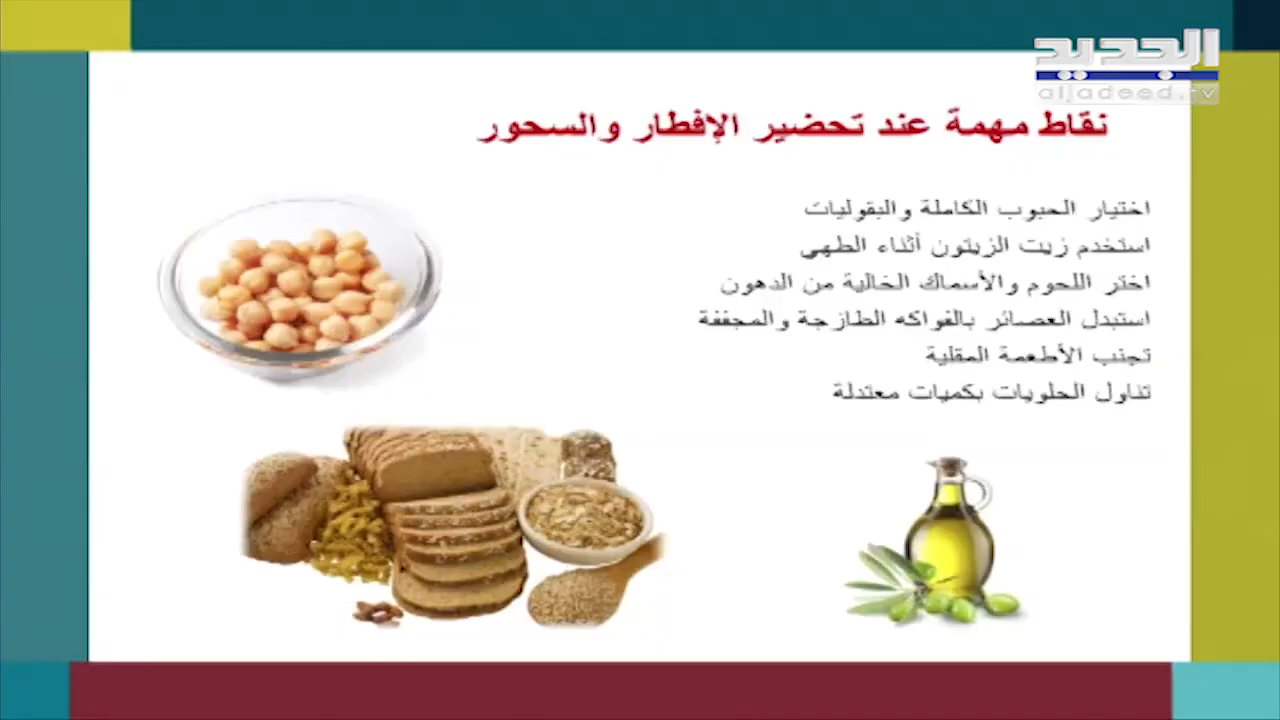 الجديد
aljadeed.tv
نقاط مهمة عند تحضير الإفطار والسحور
اختيار الحبوب الكاملة والبقوليات
استخدم زيت الزيتون أثناء الطهي
اختر اللحوم والأسماك الخالية من الدهون
استبدل العصائر بالفواكه الطازجة والمجففة
تجنب الأطعمة المقلية
تناول الحلويات بكميات معتدلة